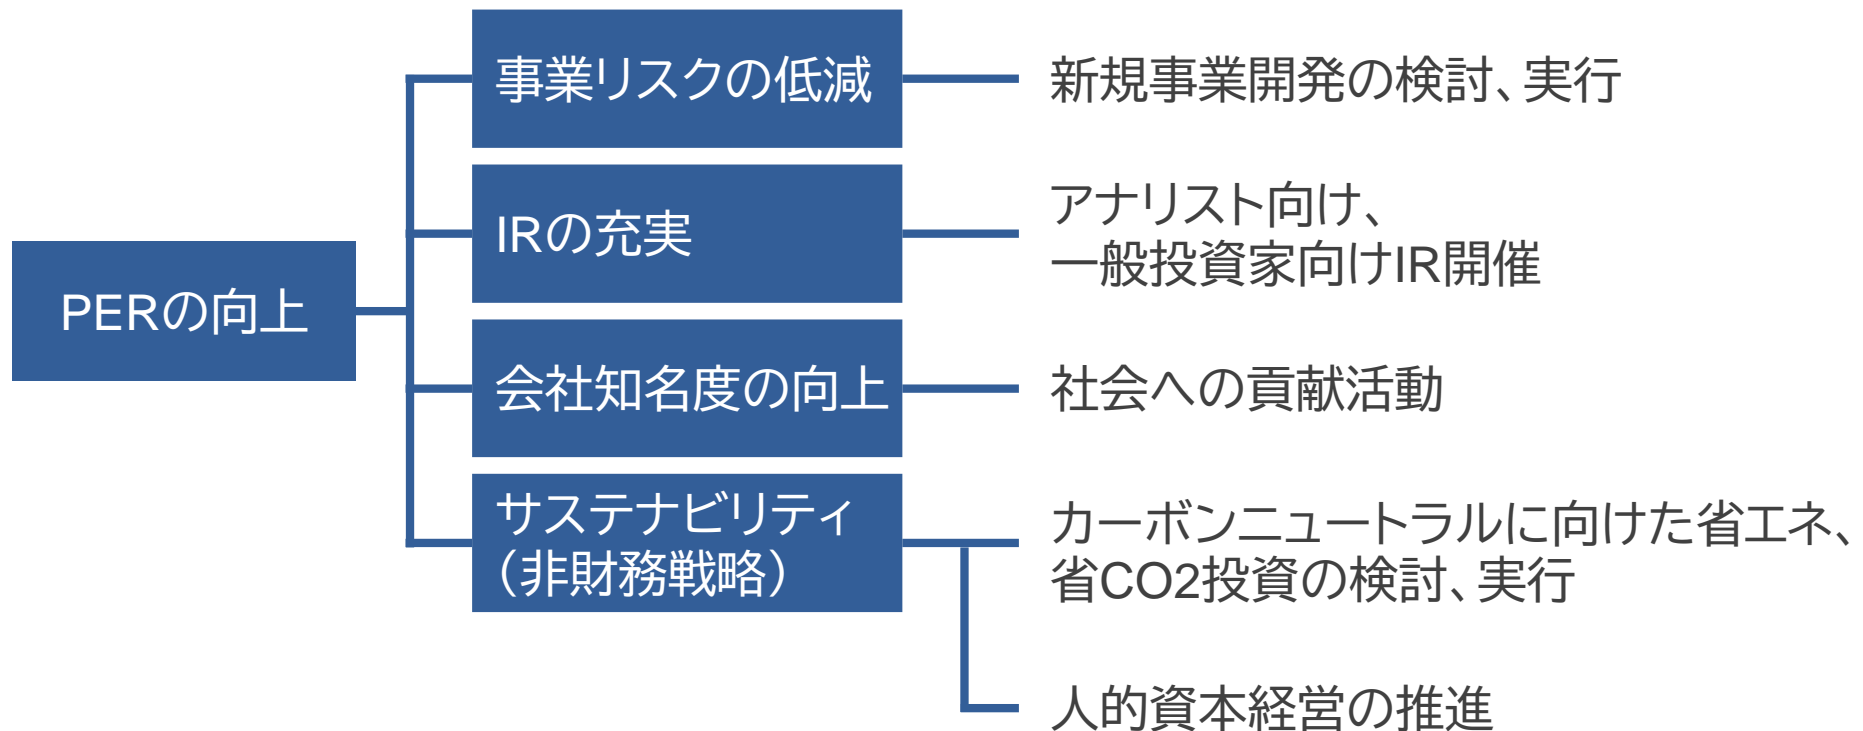 PERの向上
事業リスクの低減
新規事業開発の検討、実行
IRの充実
アナリスト向け、
一般投資家向けIR開催
会社知名度の向上
社会への貢献活動
サステナビリティ
（非財務戦略）
カーボンニュートラルに向けた省エネ、
省CO2投資の検討、実行
人的資本経営の推進